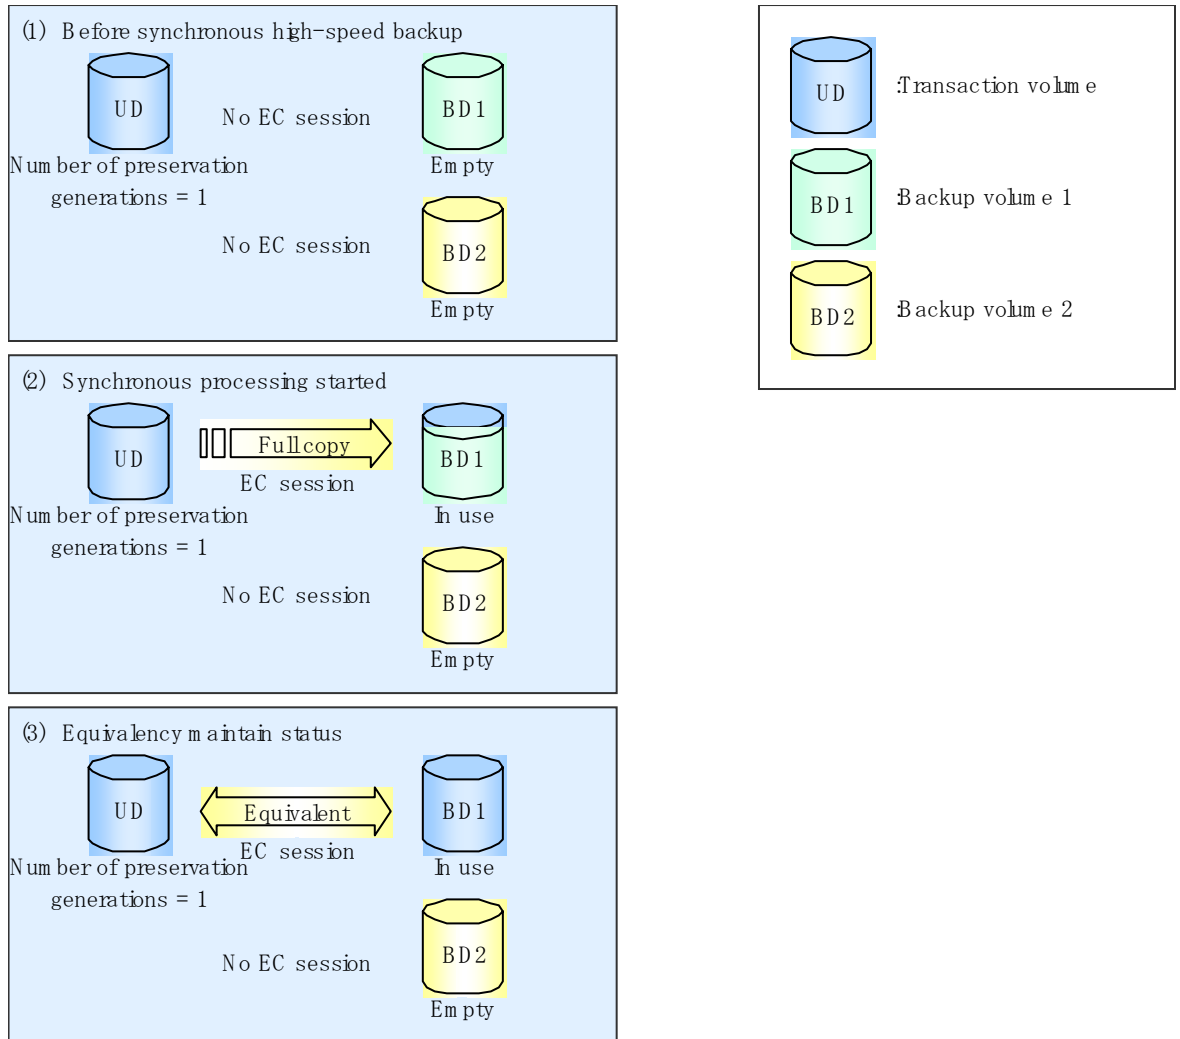 (1) Before synchronous high-speed backup
UD
No EC session
BD1
Number of preservation
generations = 1
Empty
No EC session
BD2
Empty
(2) Synchronous processing started
UD
Full copy
EC session
BD1
Number of preservation
generations = 1
In use
No EC session
BD2
Empty
(3) Equivalency maintain status
UD
Equivalent
EC session
BD1
Number of preservation
generations = 1
In use
No EC session
BD2
Empty
UD
:Transaction volume
BD1
:Backup volume 1
BD2
:Backup volume 2